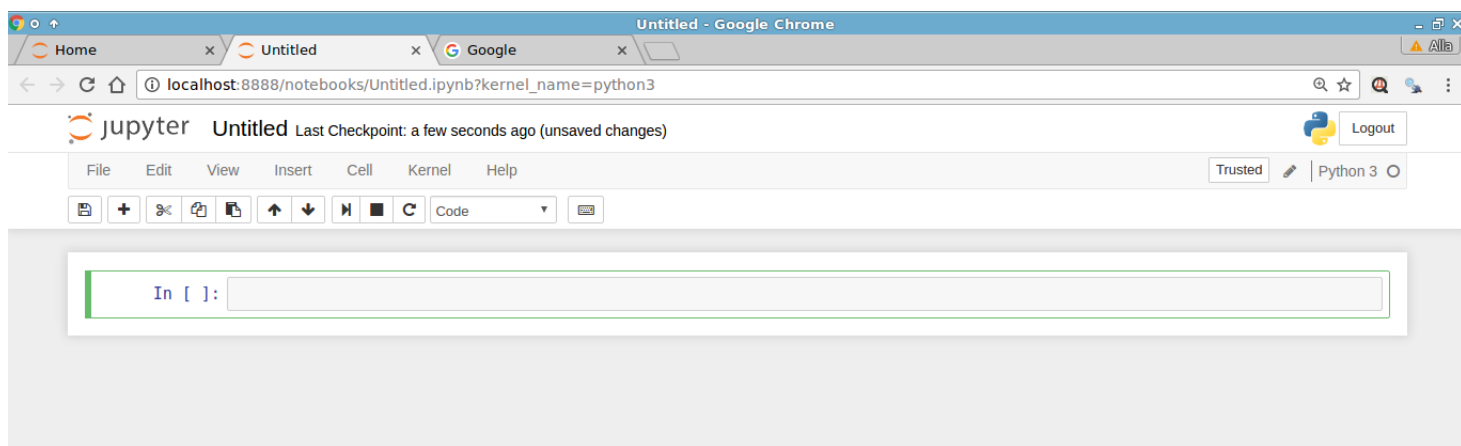 Untitled - Google Chrome
Home Untitled Google Alla
localhost:8888/notebooks/Untitled.ipynb?kernel_name=python3
jupyter Untitled Last Checkpoint: a few seconds ago (unsaved changes) Logout
File Edit View Insert Cell Kernel Help Trusted Python 3
Code
In [ ]: